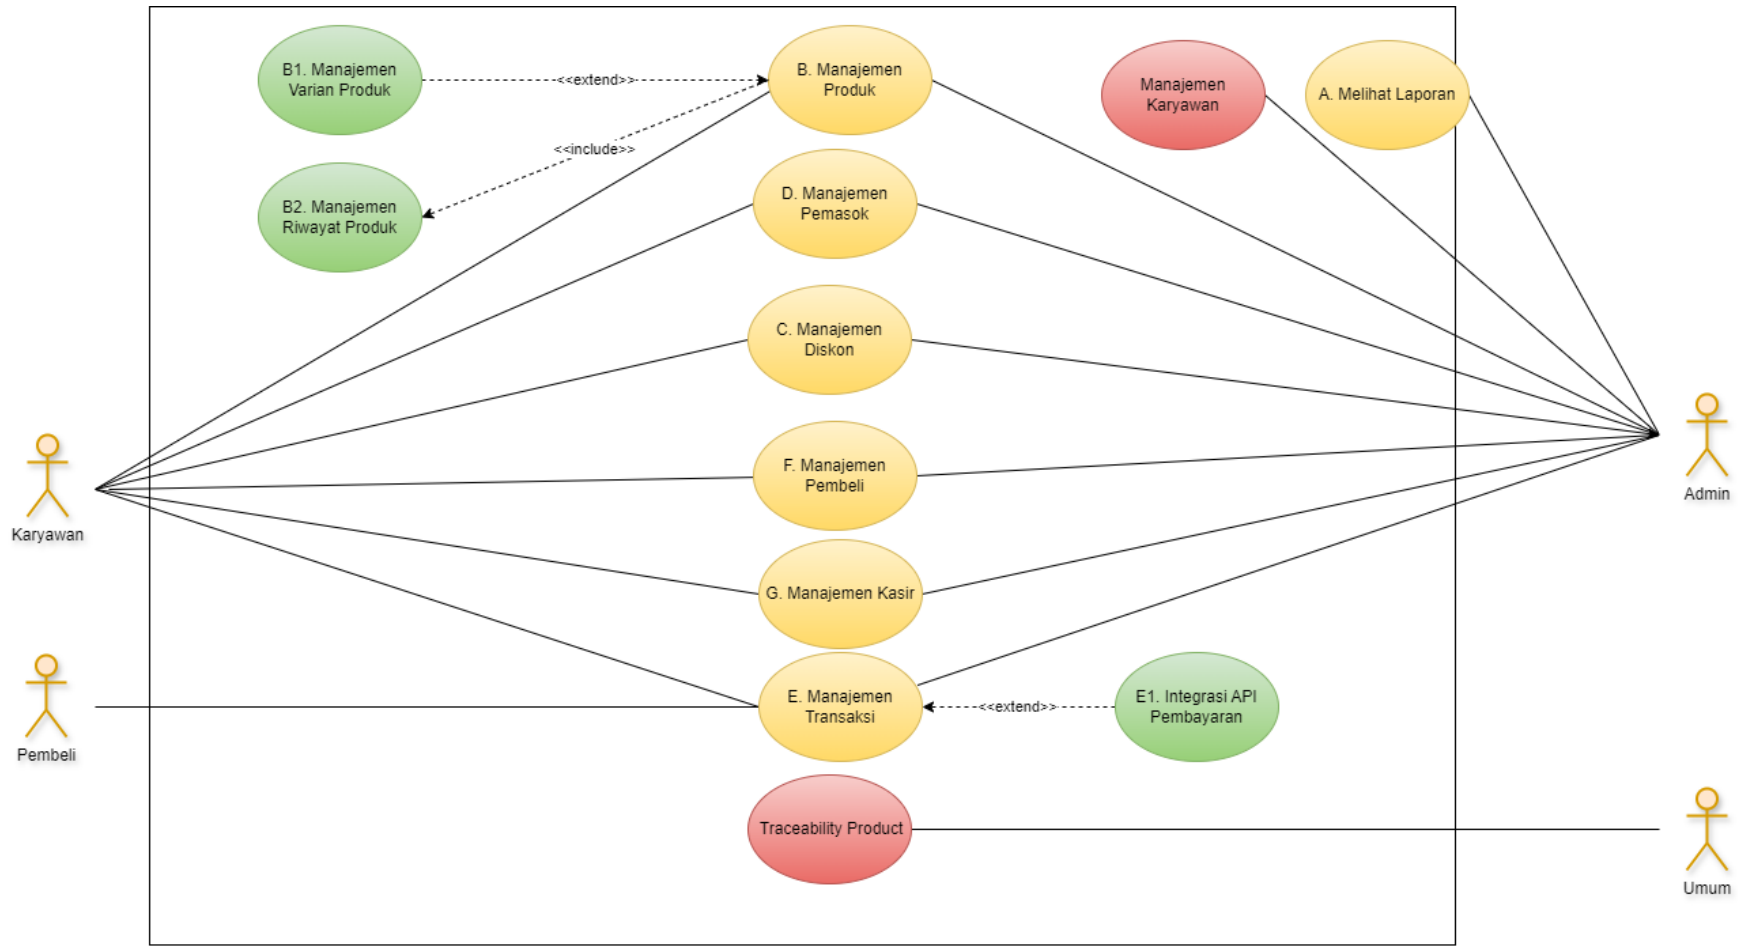 B1. Manajemen
Varian Produk
<<extend>>
B. Manajemen
Produk
Manajemen
Karyawan
A. Melihat Laporan
<<include>>
B2. Manajemen
Riwayat Produk
D. Manajemen
Pemasok
C. Manajemen
Diskon
F. Manajemen
Pembeli
Karyawan
Admin
G. Manajemen Kasir
E. Manajemen
Transaksi
<<extend>>
E1. Integrasi API
Pembayaran
Pembeli
Traceability Product
Umum